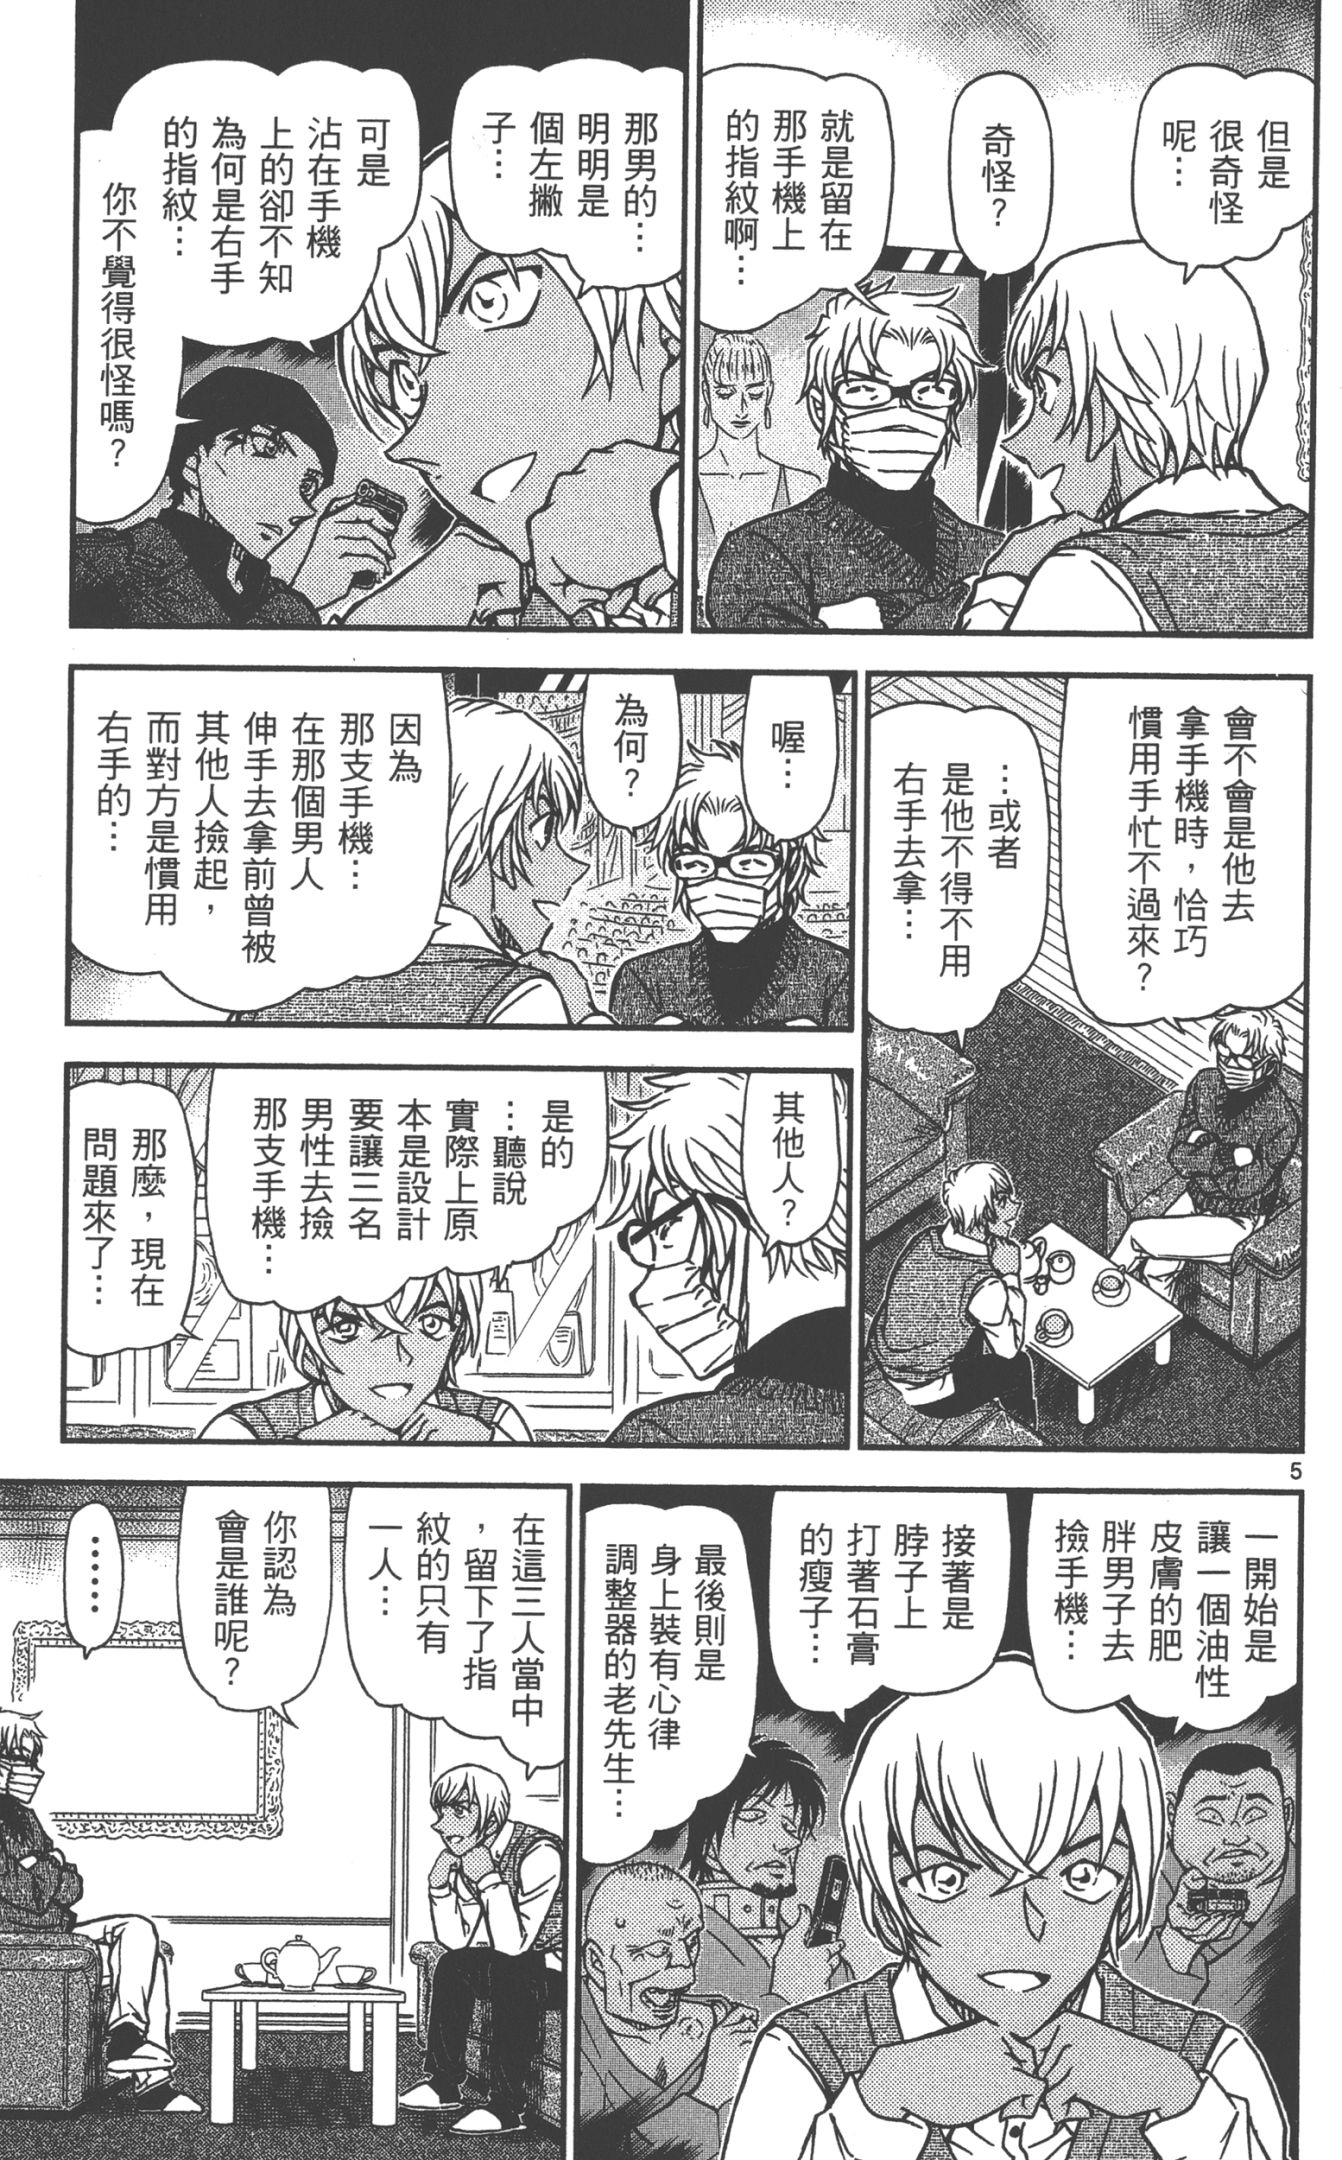 但是
很奇怪
呢…
奇怪？
就是留在
那手機上
的指紋啊…
那男的…
明明是
個左撇
子…
可是
沾在手機
上的卻不知
為何是右手
的指紋…
你不覺得很怪嗎？
會不會是他去
拿手機時，恰巧
慣用手忙不過來？
…或者
是他不得不用
右手去拿…
喔…
為何？
因為
那支手機…
在那個男人
伸手去拿前曾被
其他人撿起，
而對方是慣用
右手的…
其他人？
是的
…聽說
實際上原
本是設計
要讓三名
男性去撿
那支手機…
那麼，現在
問題來了…
5
一開始是
讓一個油性
皮膚的肥
胖男子去
撿手機…
接著是
脖子上
打著石膏
的瘦子…
最後則是
身上裝有心律
調整器的老先生…
在這三人當中
，留下了指
紋的只有
一人…
你認為
會是誰呢？
……